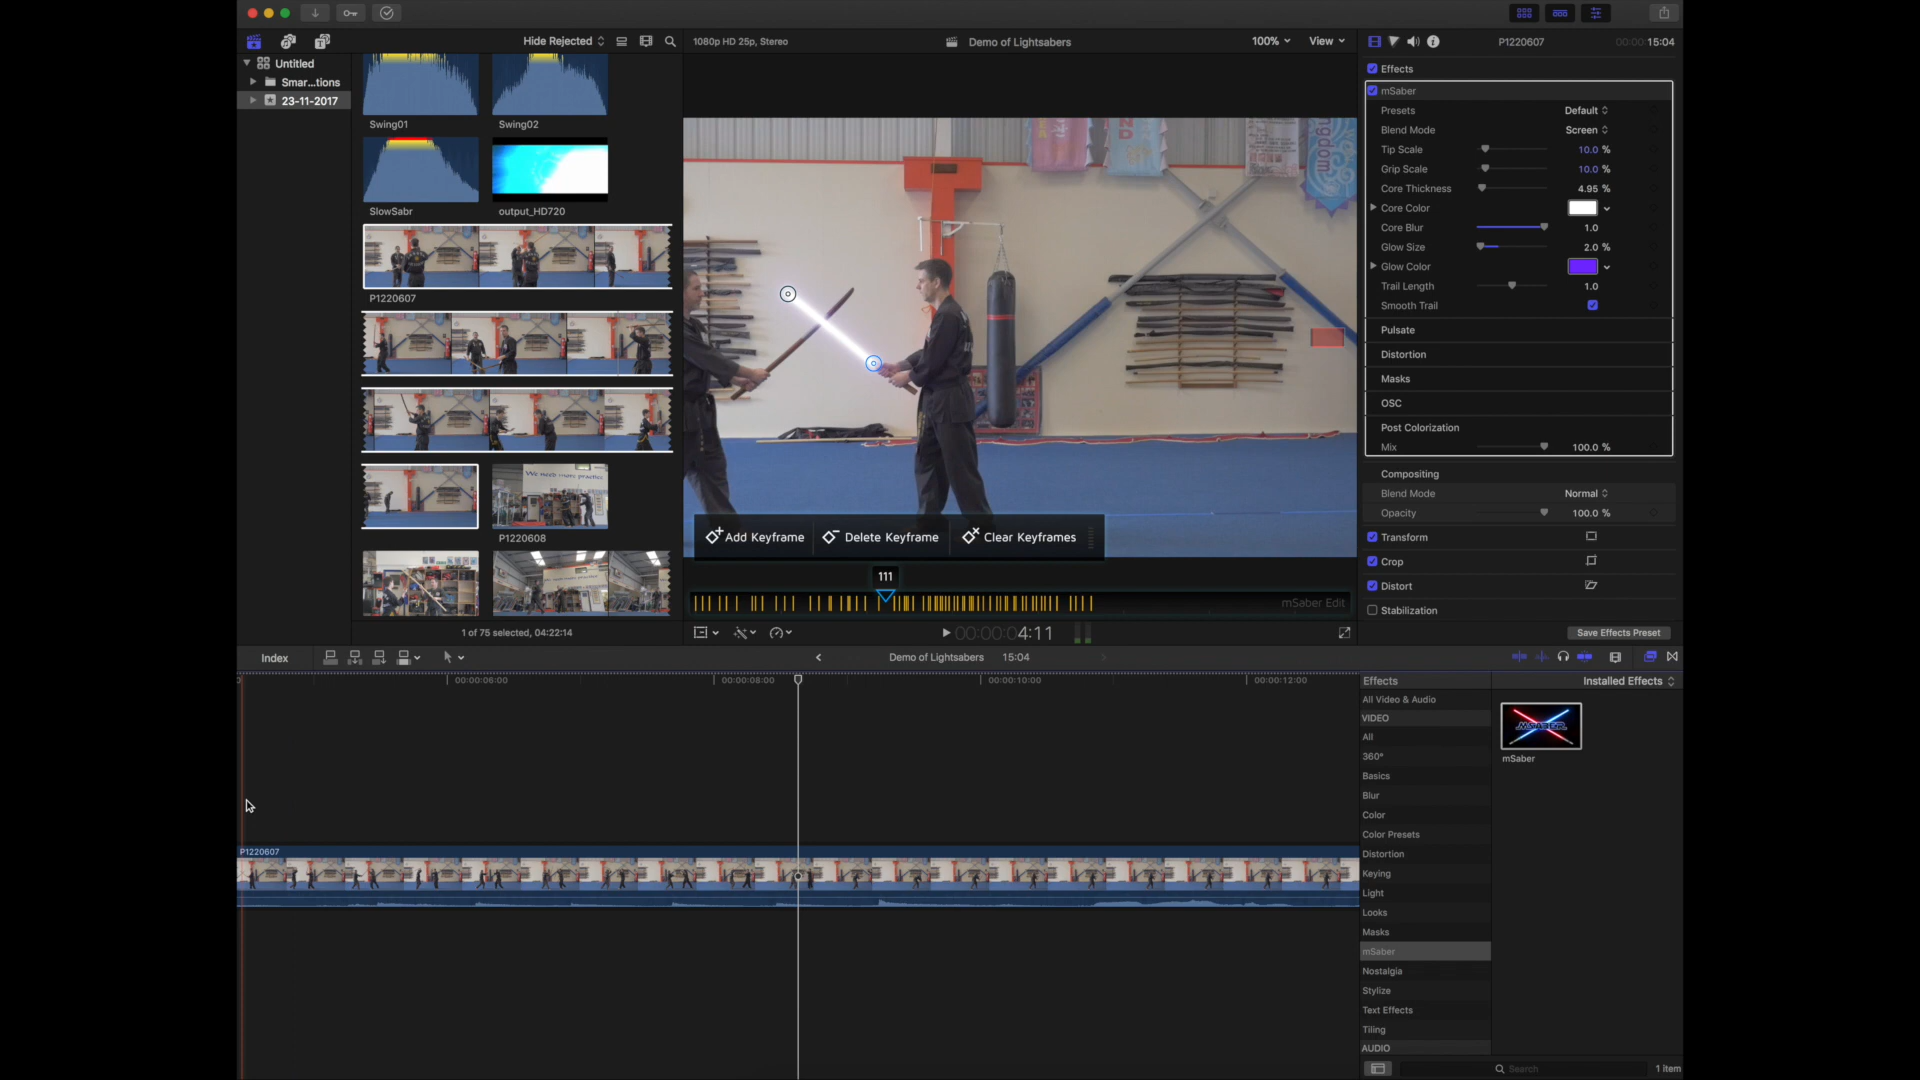 Hide Rejected
1080p HD 25p, Stereo
Demo of Lightsabers
100%
View
P1220607
00:00:15:04
Untitled
Smar...tions
23-11-2017
Swing01
Swing02
SlowSabr
output_HD720
P1220607
We need more practice
P1220608
1 of 75 selected, 04:22:14
Add Keyframe
Delete Keyframe
Clear Keyframes
111
mSaber Edit
00:00:04:11
Effects
mSaber
Presets
Default
Blend Mode
Screen
Tip Scale
10.0 %
Grip Scale
10.0 %
Core Thickness
4.95 %
Core Color
Core Blur
1.0
Glow Size
2.0 %
Glow Color
Trail Length
1.0
Smooth Trail
Pulsate
Distortion
Masks
OSC
Post Colorization
Mix
100.0 %
Compositing
Blend Mode
Normal
Opacity
100.0 %
Transform
Crop
Distort
Stabilization
Save Effects Preset
Index
Demo of Lightsabers
15:04
00:00:06:00
00:00:08:00
00:00:10:00
00:00:12:00
P1220607
Effects
Installed Effects
All Video & Audio
VIDEO
All
360°
Basics
Blur
Color
Color Presets
Distortion
Keying
Light
Looks
Masks
mSaber
Nostalgia
Stylize
Text Effects
Tiling
AUDIO
MSABER
mSaber
Search
1 item